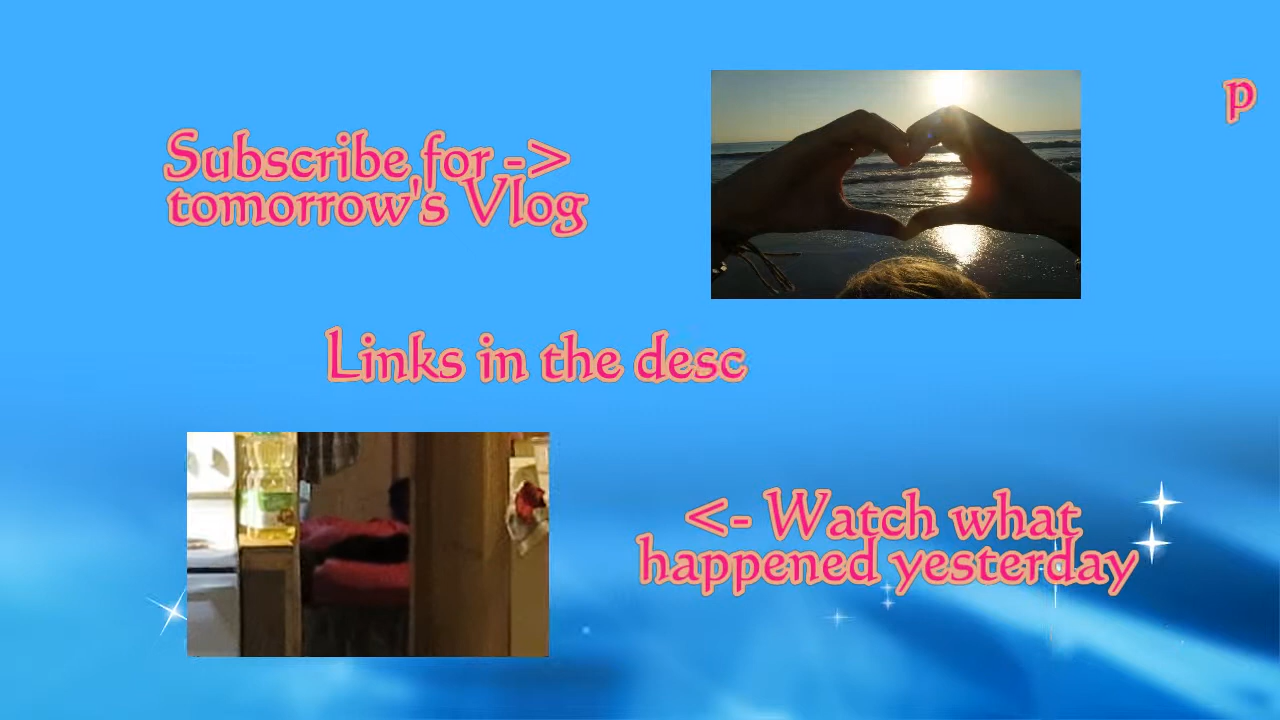 p
Subscribe for ->
tomorrow's Vlog
Links in the desc
<- Watch what
happened yesterday